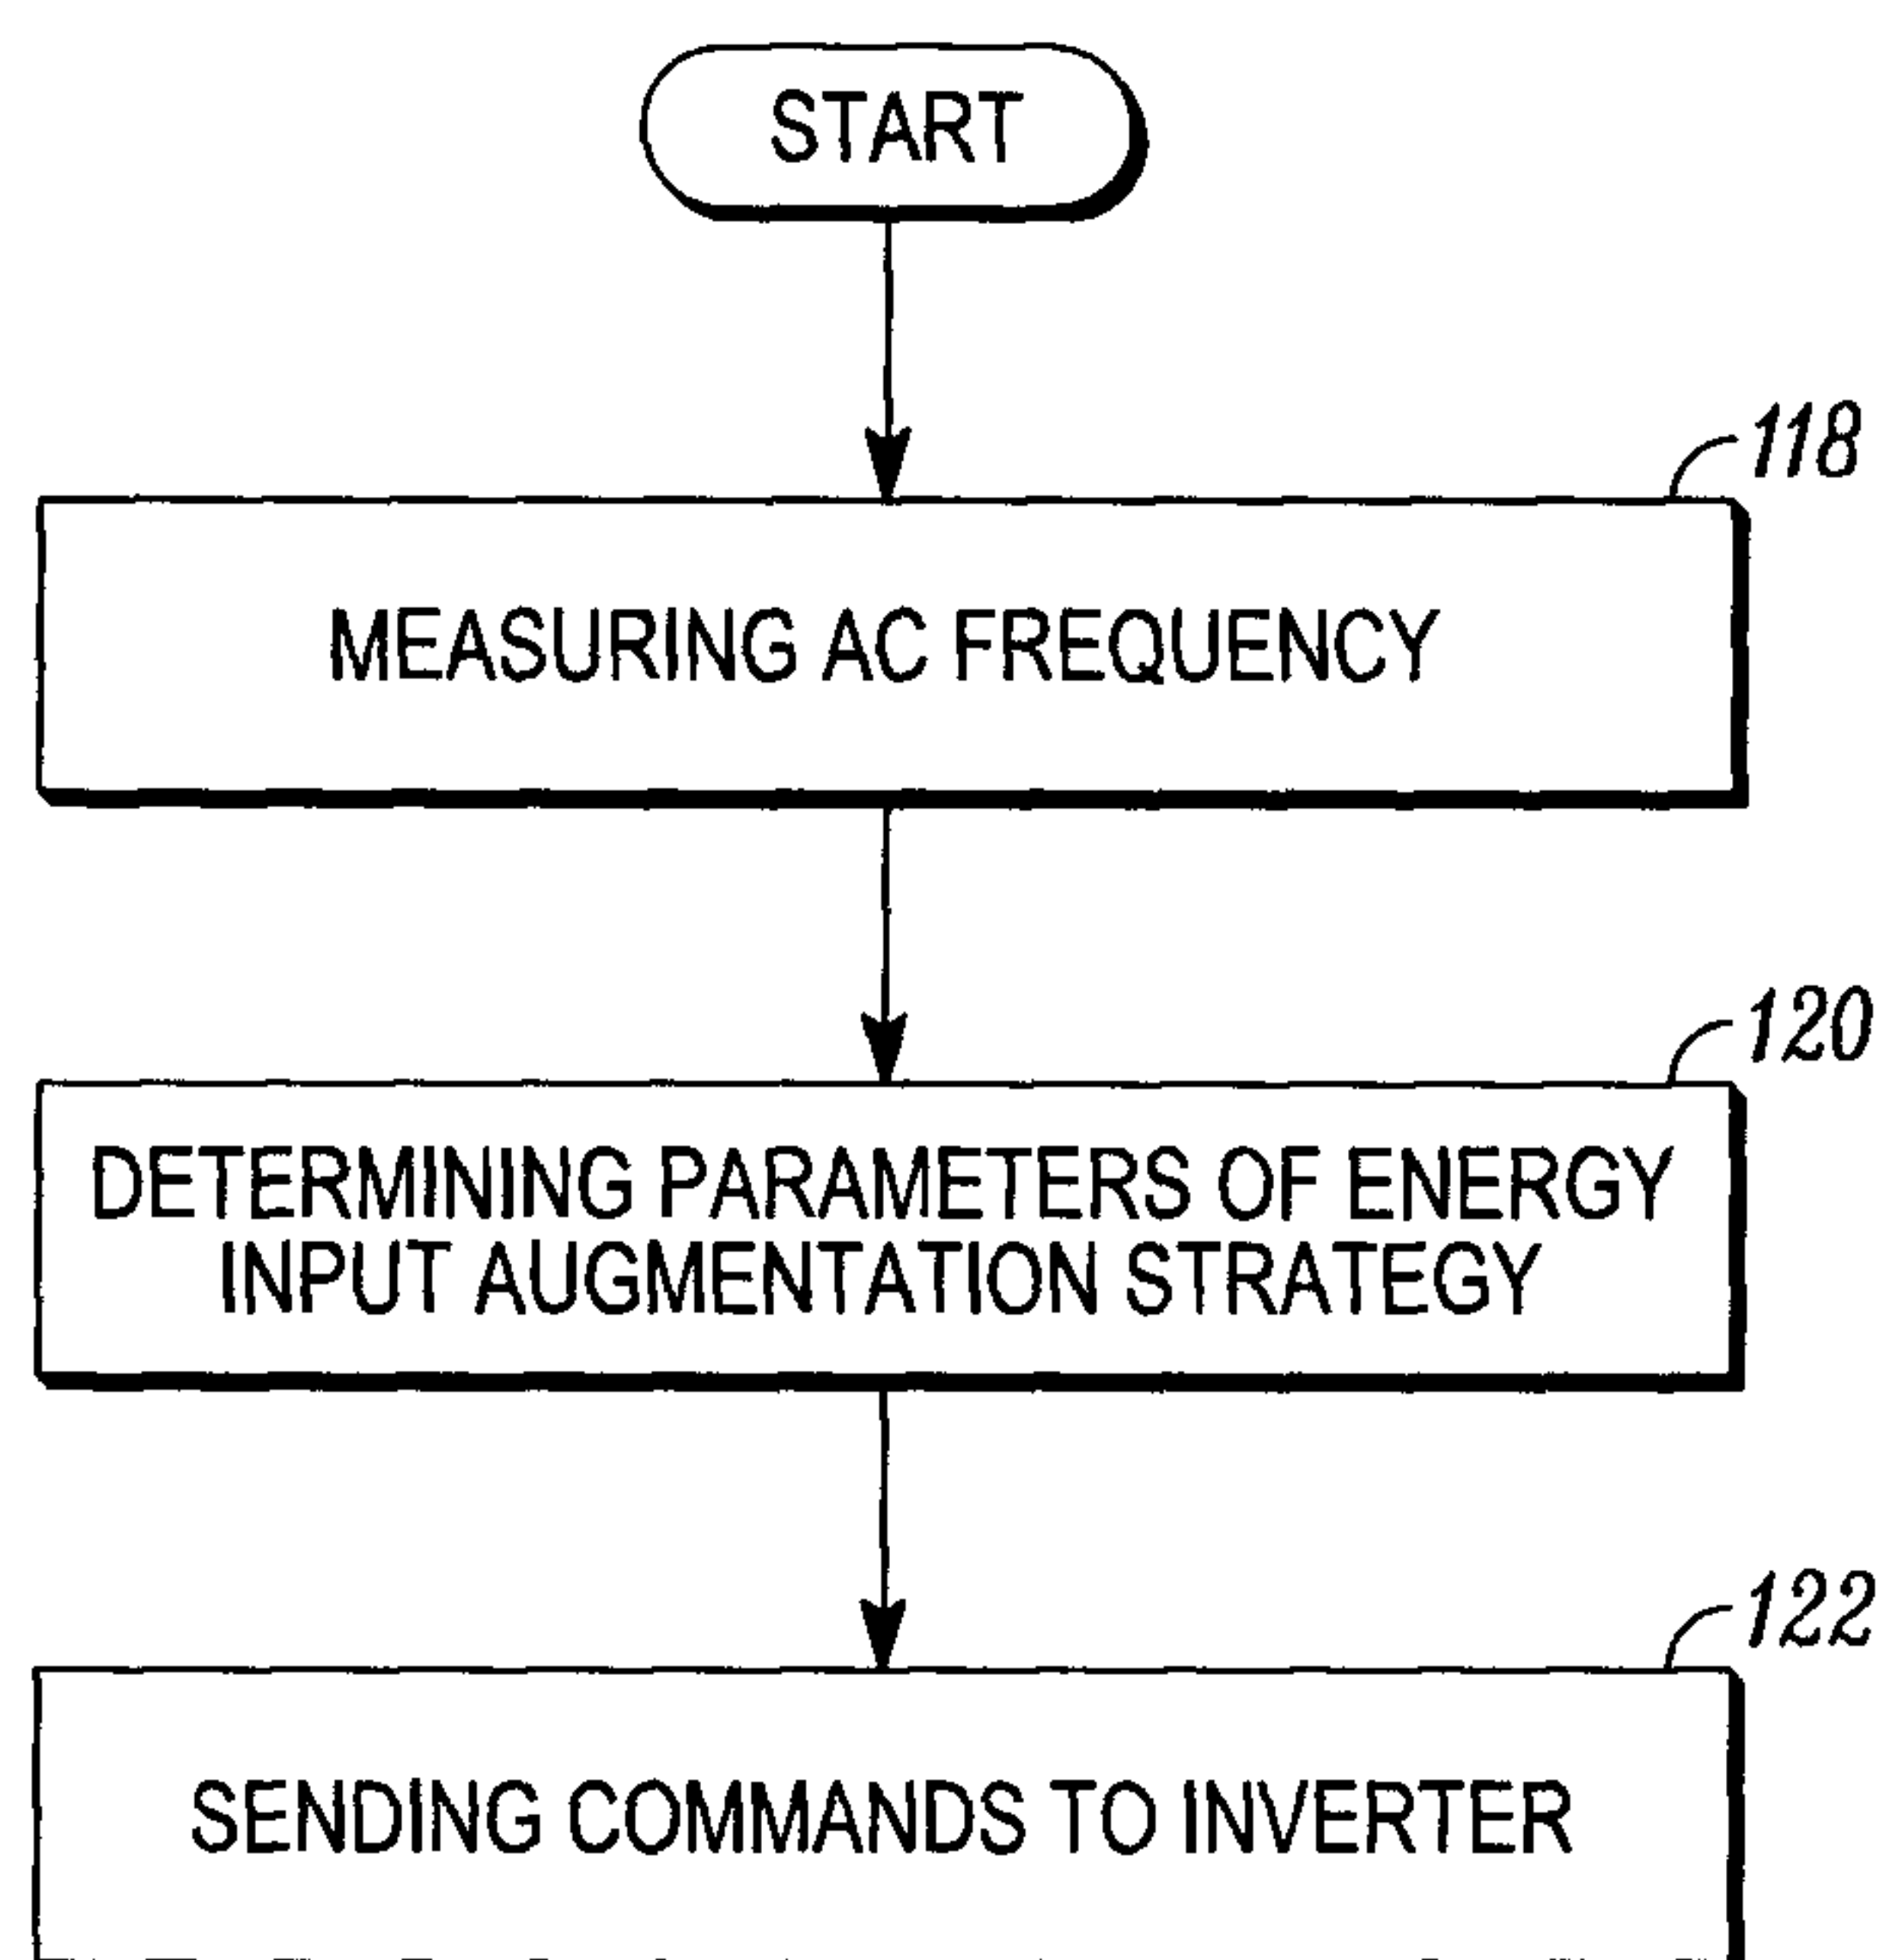 START
118
MEASURING AC FREQUENCY
120
DETERMINING PARAMETERS OF ENERGY
INPUT AUGMENTATION STRATEGY
122
SENDING COMMANDS TO INVERTER